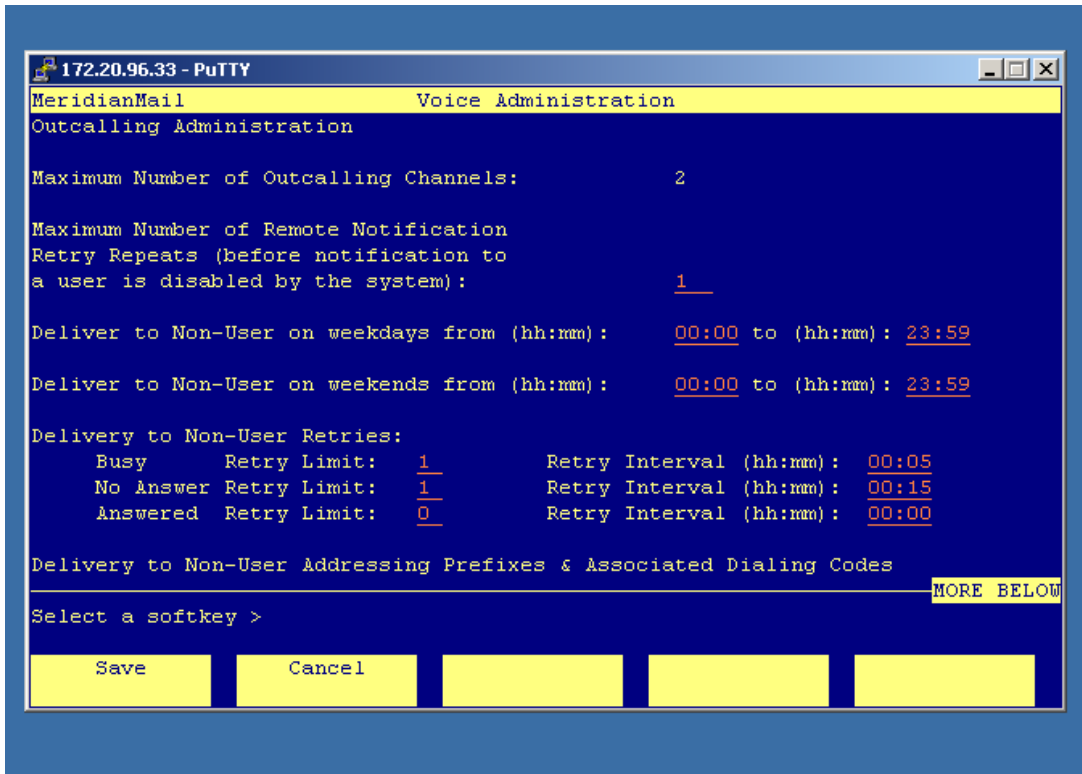 172.20.96.33 - PuTTY
MeridianMail Voice Administration
Outcalling Administration
Maximum Number of Outcalling Channels: 2
Maximum Number of Remote Notification
Retry Repeats (before notification to
a user is disabled by the system): 1
Deliver to Non-User on weekdays from (hh:mm): 00:00 to (hh:mm): 23:59
Deliver to Non-User on weekends from (hh:mm): 00:00 to (hh:mm): 23:59
Delivery to Non-User Retries:
Busy Retry Limit: 1 Retry Interval (hh:mm): 00:05
No Answer Retry Limit: 1 Retry Interval (hh:mm): 00:15
Answered Retry Limit: 0 Retry Interval (hh:mm): 00:00
Delivery to Non-User Addressing Prefixes & Associated Dialing Codes
MORE BELOW
Select a softkey >
Save Cancel